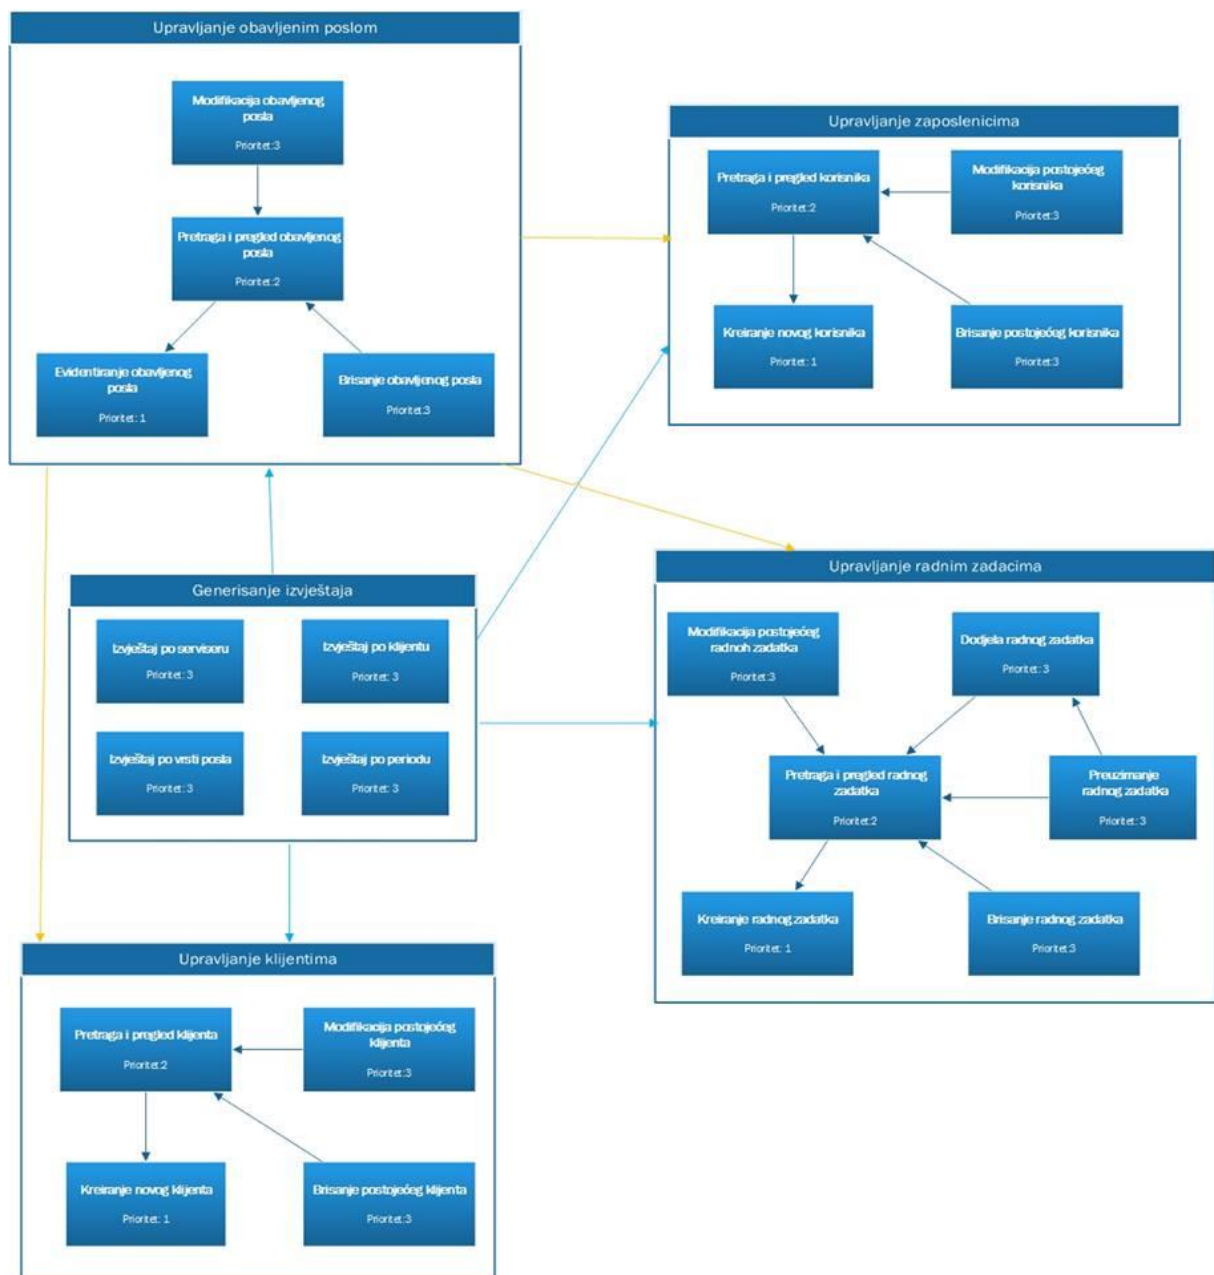 Upravljanje obavljenim poslom
Modifikacija obavljenog
posla
Prioritet:3
Pretraga i pregled obavljenog
posla
Prioritet:2
Evidentiranje obavljenog
posla
Prioritet: 1
Brisanje obavljenog posla
Prioritet:3
Upravljanje zaposlenicima
Pretraga i pregled korisnika
Prioritet:2
Modifikacija postojećeg
korisnika
Prioritet:3
Kreiranje novog korisnika
Prioritet: 1
Brisanje postojećeg korisnika
Prioritet:3
Generisanje izvještaja
Izvještaj po serviseru
Prioritet: 3
Izvještaj po klijentu
Prioritet: 3
Izvještaj po vrsti posla
Prioritet: 3
Izvještaj po periodu
Prioritet: 3
Upravljanje radnim zadacima
Modifikacija postojećeg
radnoh zadatka
Prioritet:3
Dodjela radnog zadatka
Prioritet: 3
Pretraga i pregled radnog
zadatka
Prioritet:2
Preuzimanje
radnog zadatka
Prioritet: 3
Kreiranje radnog zadatka
Prioritet: 1
Brisanje radnog zadatka
Prioritet:3
Upravljanje klijentima
Pretraga i pregled klijenta
Prioritet:2
Modifikacija postojećeg
klijenta
Prioritet:3
Kreiranje novog klijenta
Prioritet: 1
Brisanje postojećeg klijenta
Prioritet:3